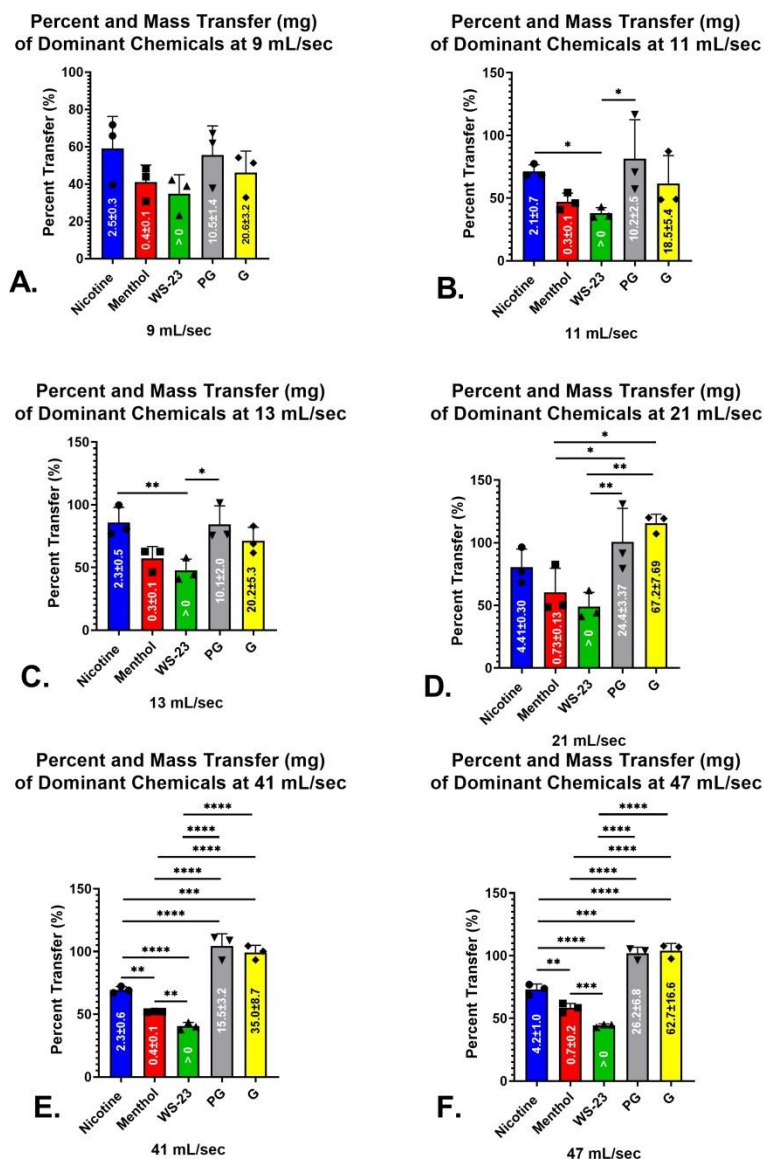 Percent and Mass Transfer (mg)
of Dominant Chemicals at 9 mL/sec
Percent Transfer (%)
100
80
60
40
20
0
2.5±0.3
0.4±0.1
> 0
10.5±1.4
20.6±3.2
Nicotine
Menthol
WS-23
PG
G
9 mL/sec
A.
Percent and Mass Transfer (mg)
of Dominant Chemicals at 11 mL/sec
Percent Transfer (%)
150
100
50
0
*
*
2.1±0.7
0.3±0.1
> 0
10.2±2.5
18.5±5.4
Nicotine
Menthol
WS-23
PG
G
11 mL/sec
B.
Percent and Mass Transfer (mg)
of Dominant Chemicals at 13 mL/sec
Percent Transfer (%)
150
100
50
0
**
*
2.3±0.5
0.3±0.1
> 0
10.1±2.0
20.2±5.3
Nicotine
Menthol
WS-23
PG
G
13 mL/sec
C.
Percent and Mass Transfer (mg)
of Dominant Chemicals at 21 mL/sec
Percent Transfer (%)
150
100
50
0
*
*
**
**
4.41±0.30
0.73±0.13
> 0
24.4±3.37
67.2±7.69
Nicotine
Menthol
WS-23
PG
G
21 mL/sec
D.
Percent and Mass Transfer (mg)
of Dominant Chemicals at 41 mL/sec
Percent Transfer (%)
150
100
50
0
****
****
****
****
***
****
****
**
**
2.3±0.6
0.4±0.1
> 0
15.5±3.2
35.0±8.7
Nicotine
Menthol
WS-23
PG
G
41 mL/sec
E.
Percent and Mass Transfer (mg)
of Dominant Chemicals at 47 mL/sec
Percent Transfer (%)
150
100
50
0
****
****
****
****
****
***
****
**
***
4.2±1.0
0.7±0.2
> 0
26.2±6.8
62.7±16.6
Nicotine
Menthol
WS-23
PG
G
47 mL/sec
F.